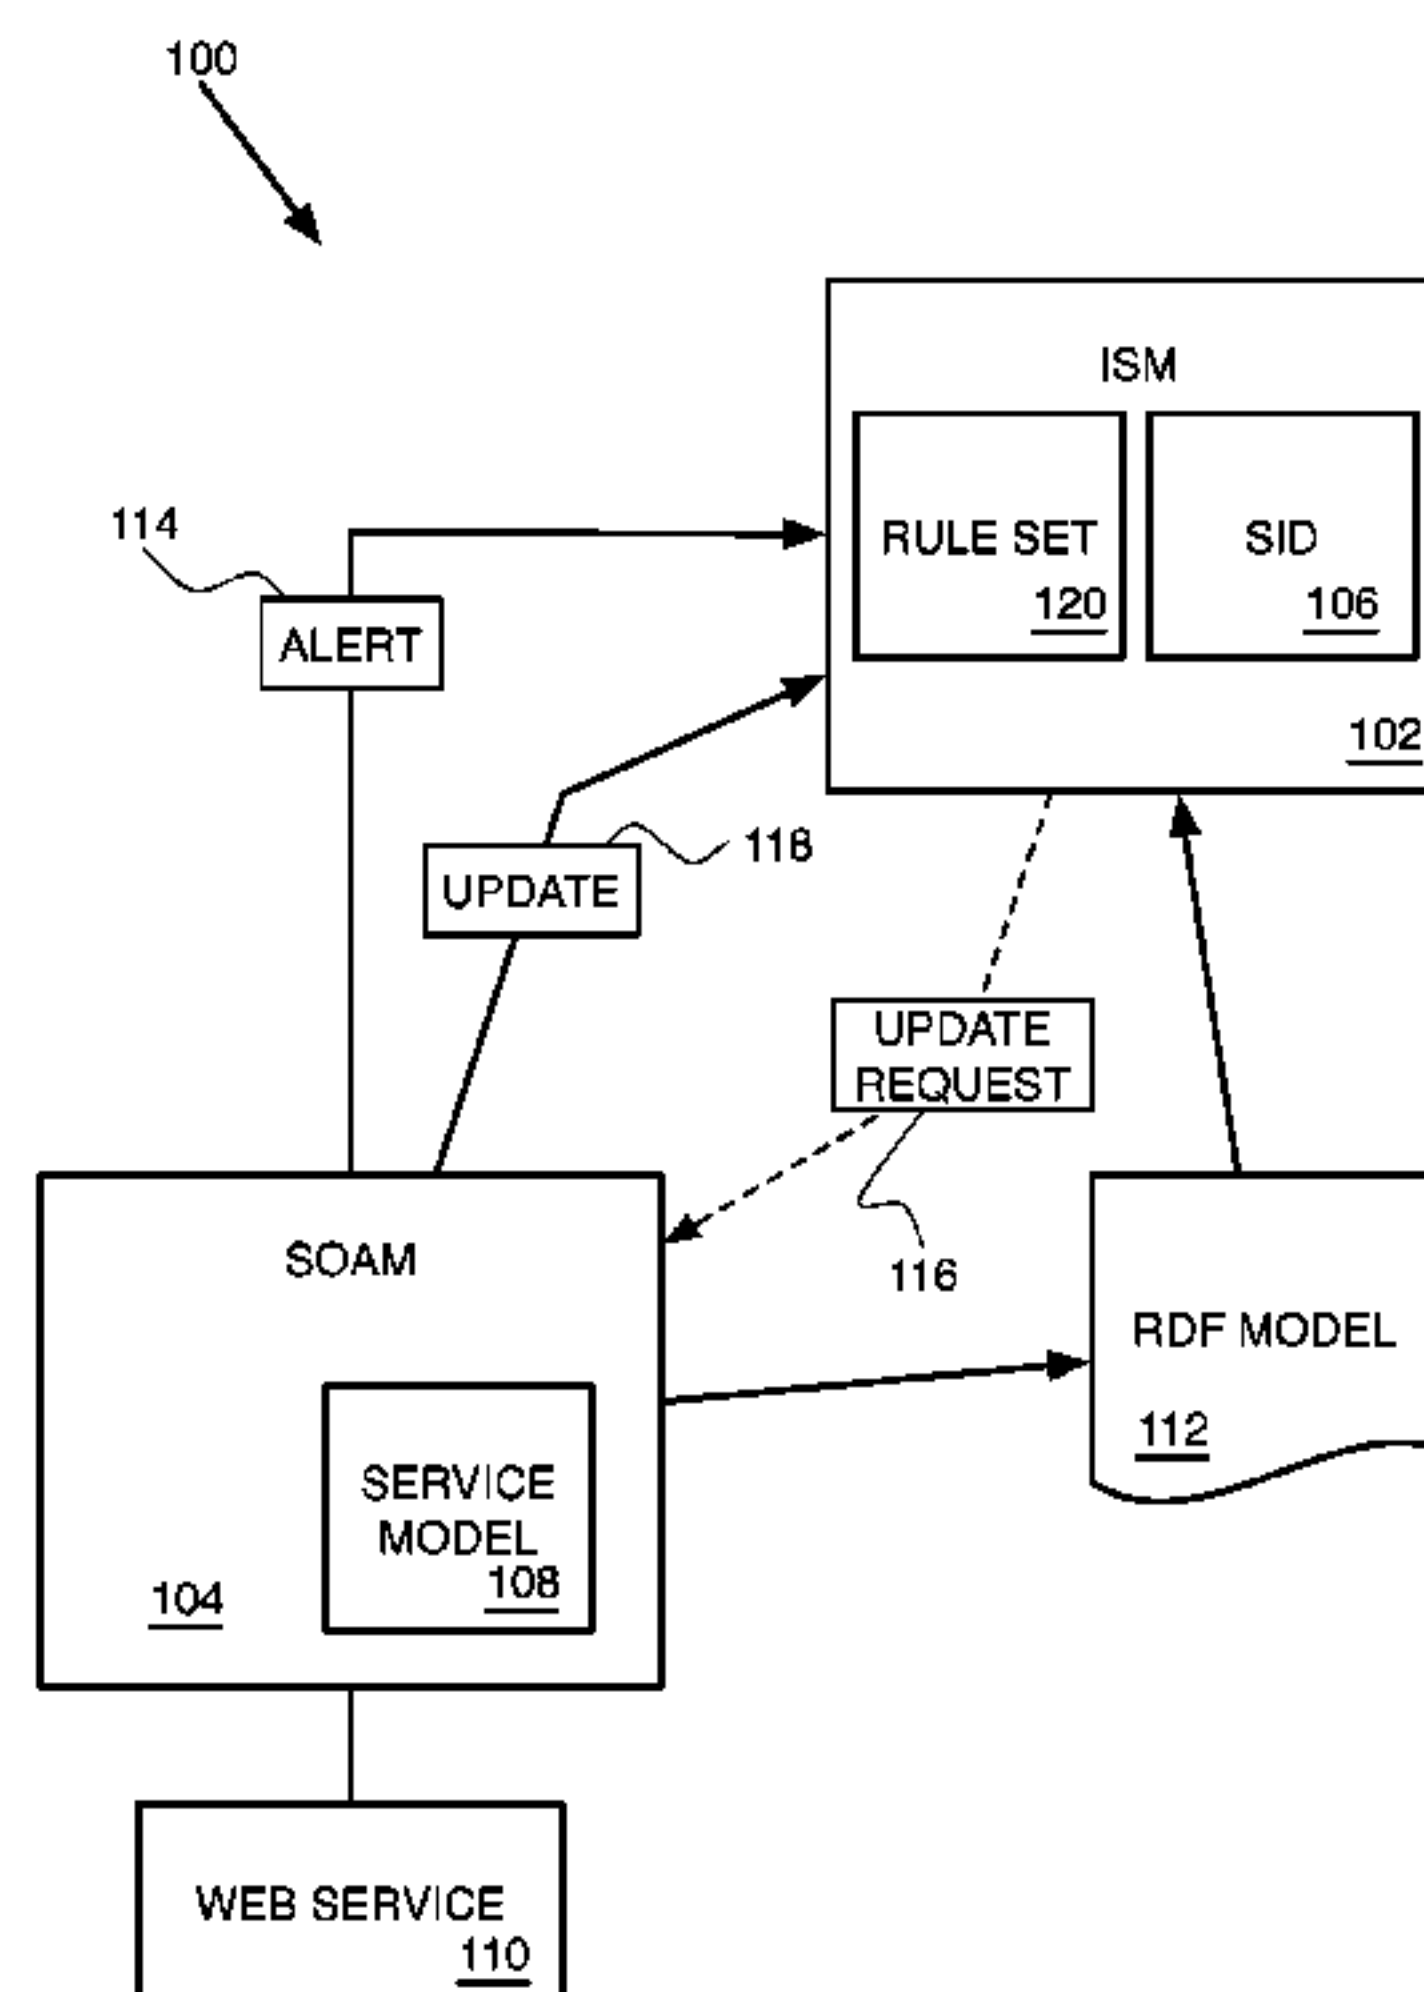 100
ISM
RULE SET
120
SID
106
102
114
ALERT
118
UPDATE
UPDATE
REQUEST
116
SOAM
SERVICE
MODEL
108
104
RDF MODEL
112
WEB SERVICE
110